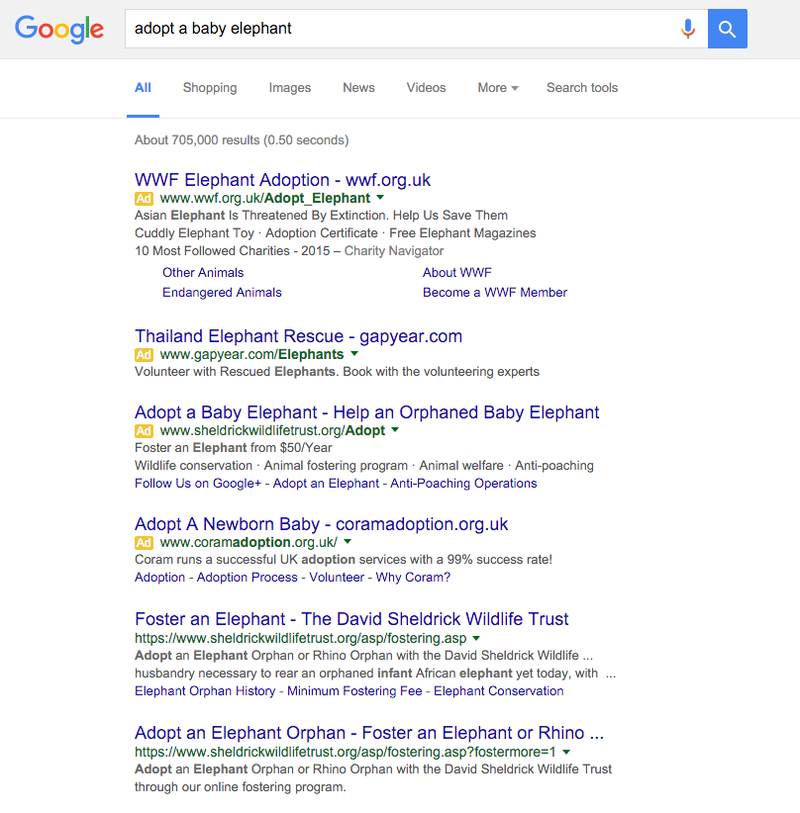 Google
adopt a baby elephant
All Shopping Images News Videos More Search tools
About 705,000 results (0.50 seconds)
WWF Elephant Adoption - wwf.org.uk
Ad www.wwf.org.uk/Adopt_Elephant
Asian Elephant Is Threatened By Extinction. Help Us Save Them
Cuddly Elephant Toy · Adoption Certificate · Free Elephant Magazines
10 Most Followed Charities - 2015 – Charity Navigator
Other Animals About WWF
Endangered Animals Become a WWF Member
Thailand Elephant Rescue - gapyear.com
Ad www.gapyear.com/Elephants
Volunteer with Rescued Elephants. Book with the volunteering experts
Adopt a Baby Elephant - Help an Orphaned Baby Elephant
Ad www.sheldrickwildlifetrust.org/Adopt
Foster an Elephant from $50/Year
Wildlife conservation · Animal fostering program · Animal welfare · Anti-poaching
Follow Us on Google+ - Adopt an Elephant - Anti-Poaching Operations
Adopt A Newborn Baby - coramadoption.org.uk
Ad www.coramadoption.org.uk/
Coram runs a successful UK adoption services with a 99% success rate!
Adoption - Adoption Process - Volunteer - Why Coram?
Foster an Elephant - The David Sheldrick Wildlife Trust
https://www.sheldrickwildlifetrust.org/asp/fostering.asp
Adopt an Elephant Orphan or Rhino Orphan with the David Sheldrick Wildlife ...
husbandry necessary to rear an orphaned infant African elephant yet today, with ...
Elephant Orphan History - Minimum Fostering Fee - Elephant Conservation
Adopt an Elephant Orphan - Foster an Elephant or Rhino ...
https://www.sheldrickwildlifetrust.org/asp/fostering.asp?fostermore=1
Adopt an Elephant Orphan or Rhino Orphan with the David Sheldrick Wildlife Trust
through our online fostering program.